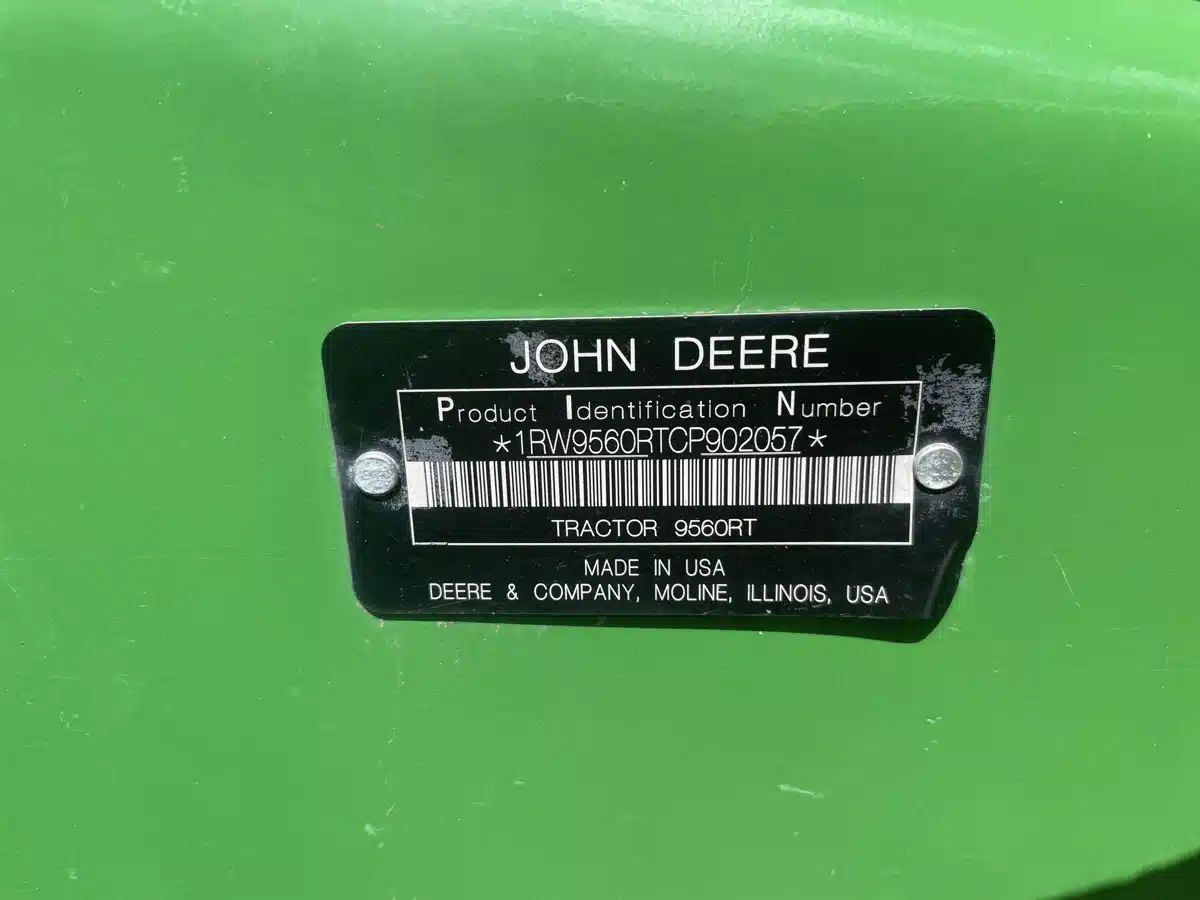 JOHN DEERE
Product Identification Number
*1RW9560RTCP902057*
TRACTOR 9560RT
MADE IN USA
DEERE & COMPANY, MOLINE, ILLINOIS, USA